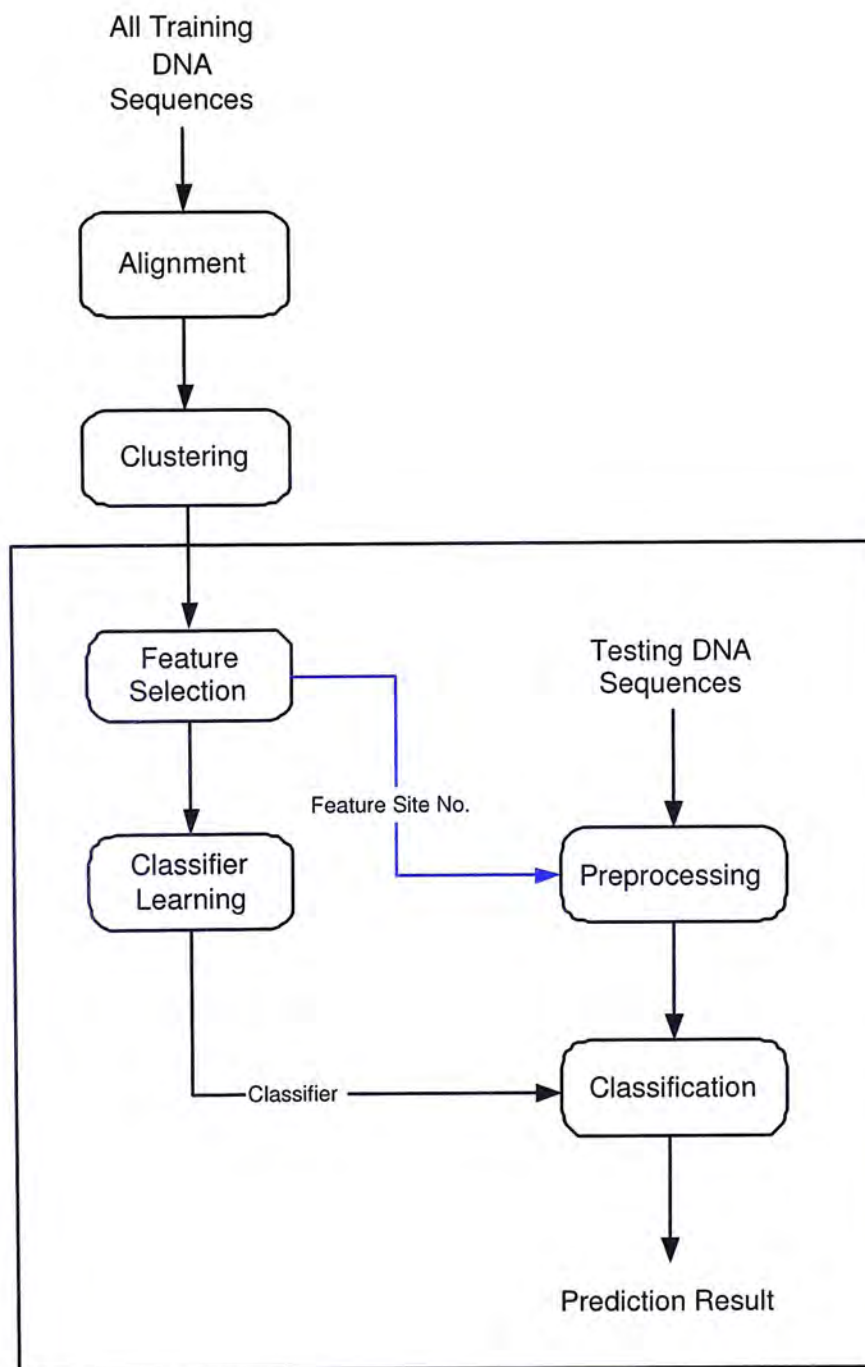 All Training
DNA
Sequences
Alignment
Clustering
Feature
Selection
Testing DNA
Sequences
Feature Site No.
Classifier
Learning
Preprocessing
Classifier
Classification
Prediction Result